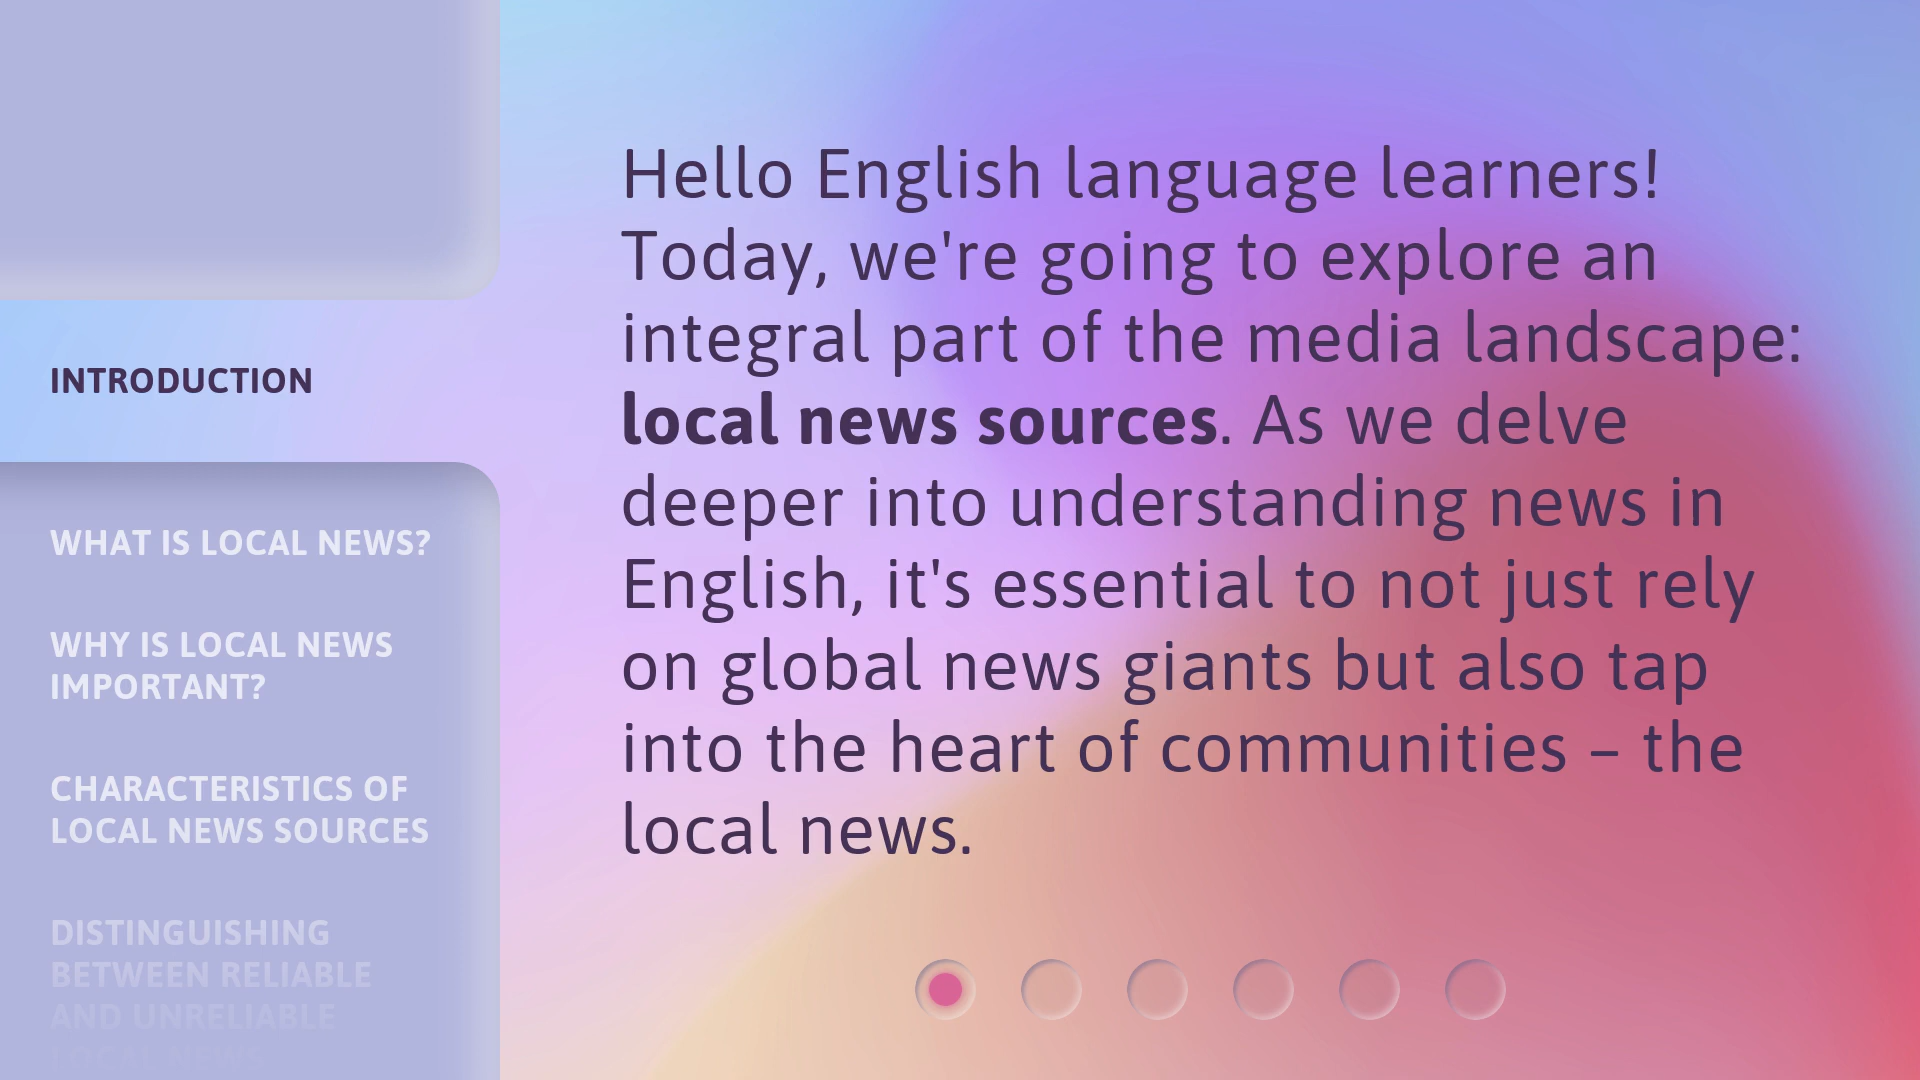 INTRODUCTION
WHAT IS LOCAL NEWS?
WHY IS LOCAL NEWS
IMPORTANT?
CHARACTERISTICS OF
LOCAL NEWS SOURCES
DISTINGUISHING
BETWEEN RELIABLE
AND UNRELIABLE
LOCAL NEWS
Hello English language learners!
Today, we're going to explore an
integral part of the media landscape:
local news sources. As we delve
deeper into understanding news in
English, it's essential to not just rely
on global news giants but also tap
into the heart of communities – the
local news.